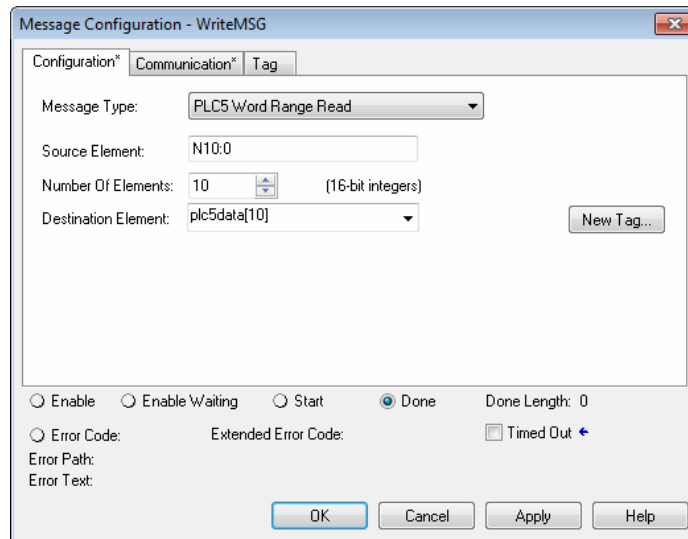 Message Configuration - WriteMSG
Configuration* Communication* Tag
Message Type: PLC5 Word Range Read
Source Element: N10:0
Number Of Elements: 10 (16-bit integers)
Destination Element: plc5data[10] New Tag...
Enable Enable Waiting Start Done Done Length: 0
Error Code: Extended Error Code: Timed Out
Error Path:
Error Text:
OK Cancel Apply Help